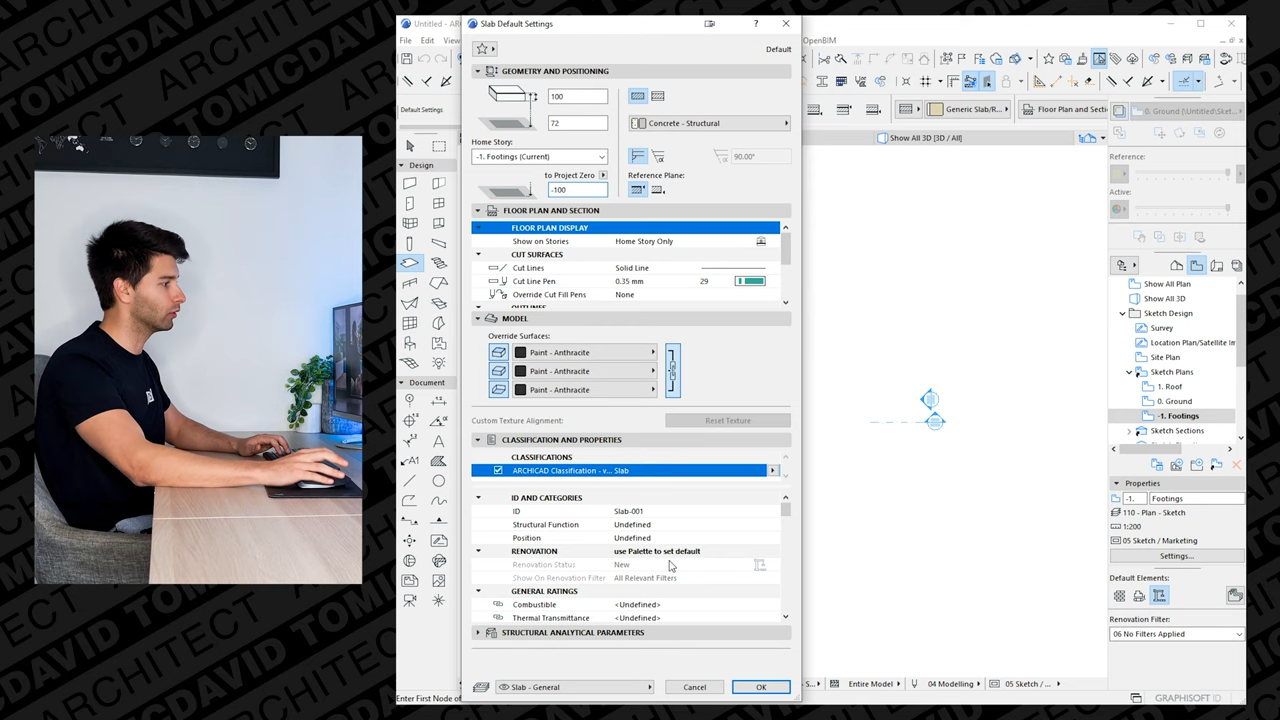 Untitled - AR
Slab Default Settings
?
File Edit View
Default
OpenBIM
GEOMETRY AND POSITIONING
100
72
Concrete - Structural
Home Story:
-1. Footings (Current)
90.00°
to Project Zero
Reference Plane:
-100
Default Settings
Generic Slab/R...
Floor Plan and Secti
0. Ground (\Untitled\Sket...
Show All 3D [3D / All]
Reference:
Active:
Design
FLOOR PLAN AND SECTION
FLOOR PLAN DISPLAY
Show on Stories Home Story Only
CUT SURFACES
Cut Lines Solid Line
Cut Line Pen 0.35 mm 29
Override Cut Fill Pens None
OUTLINES
MODEL
Override Surfaces:
Paint - Anthracite
Paint - Anthracite
Paint - Anthracite
Custom Texture Alignment: Reset Texture
CLASSIFICATION AND PROPERTIES
CLASSIFICATIONS
ARCHICAD Classification - v... Slab
ID AND CATEGORIES
ID Slab-001
Structural Function Undefined
Position Undefined
RENOVATION use Palette to set default
Renovation Status New
Show On Renovation Filter All Relevant Filters
GENERAL RATINGS
Combustible <Undefined>
Thermal Transmittance <Undefined>
STRUCTURAL ANALYTICAL PARAMETERS
Slab - General
Cancel
OK
Document
A
A1
Enter First Node of
Show All Plan
Show All 3D
Sketch Design
Survey
Location Plan/Satellite Im
Site Plan
Sketch Plans
1. Roof
0. Ground
-1. Footings
Sketch Sections
Properties
-1. Footings
110 - Plan - Sketch
1:200
05 Sketch / Marketing
Settings...
Default Elements:
Renovation Filter:
06 No Filters Applied
Entire Model
04 Modelling
05 Sketch / ...
GRAPHISOFT ID
ARCHITECT
DAVID TOMIC